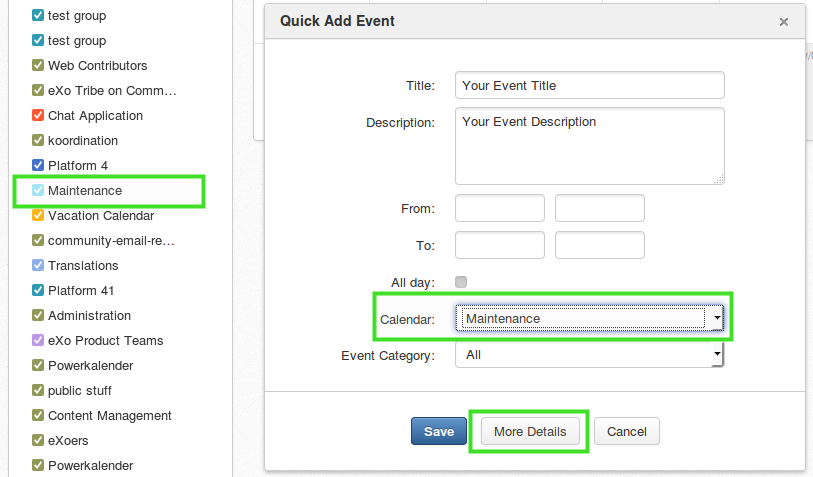 test group
test group
Web Contributors
eXo Tribe on Comm…
Chat Application
koordination
Platform 4
Maintenance
Vacation Calendar
community-email-re…
Translations
Platform 41
Administration
eXo Product Teams
Powerkalender
public stuff
Content Management
eXoers
Powerkalender
Quick Add Event ×
Title: Your Event Title
Description: Your Event Description
From:
To:
All day:
Calendar: Maintenance
Event Category: All
Save More Details Cancel